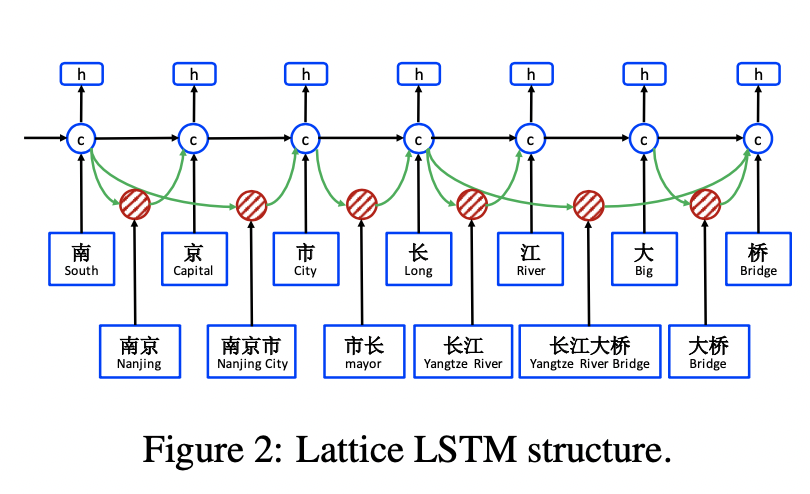 h h h h h h h
c c c c c c c
南 京 市 长 江 大 桥
South Capital City Long River Big Bridge
南京 南京市 市长 长江 长江大桥 大桥
Nanjing Nanjing City mayor Yangtze River Yangtze River Bridge Bridge
Figure 2: Lattice LSTM structure.